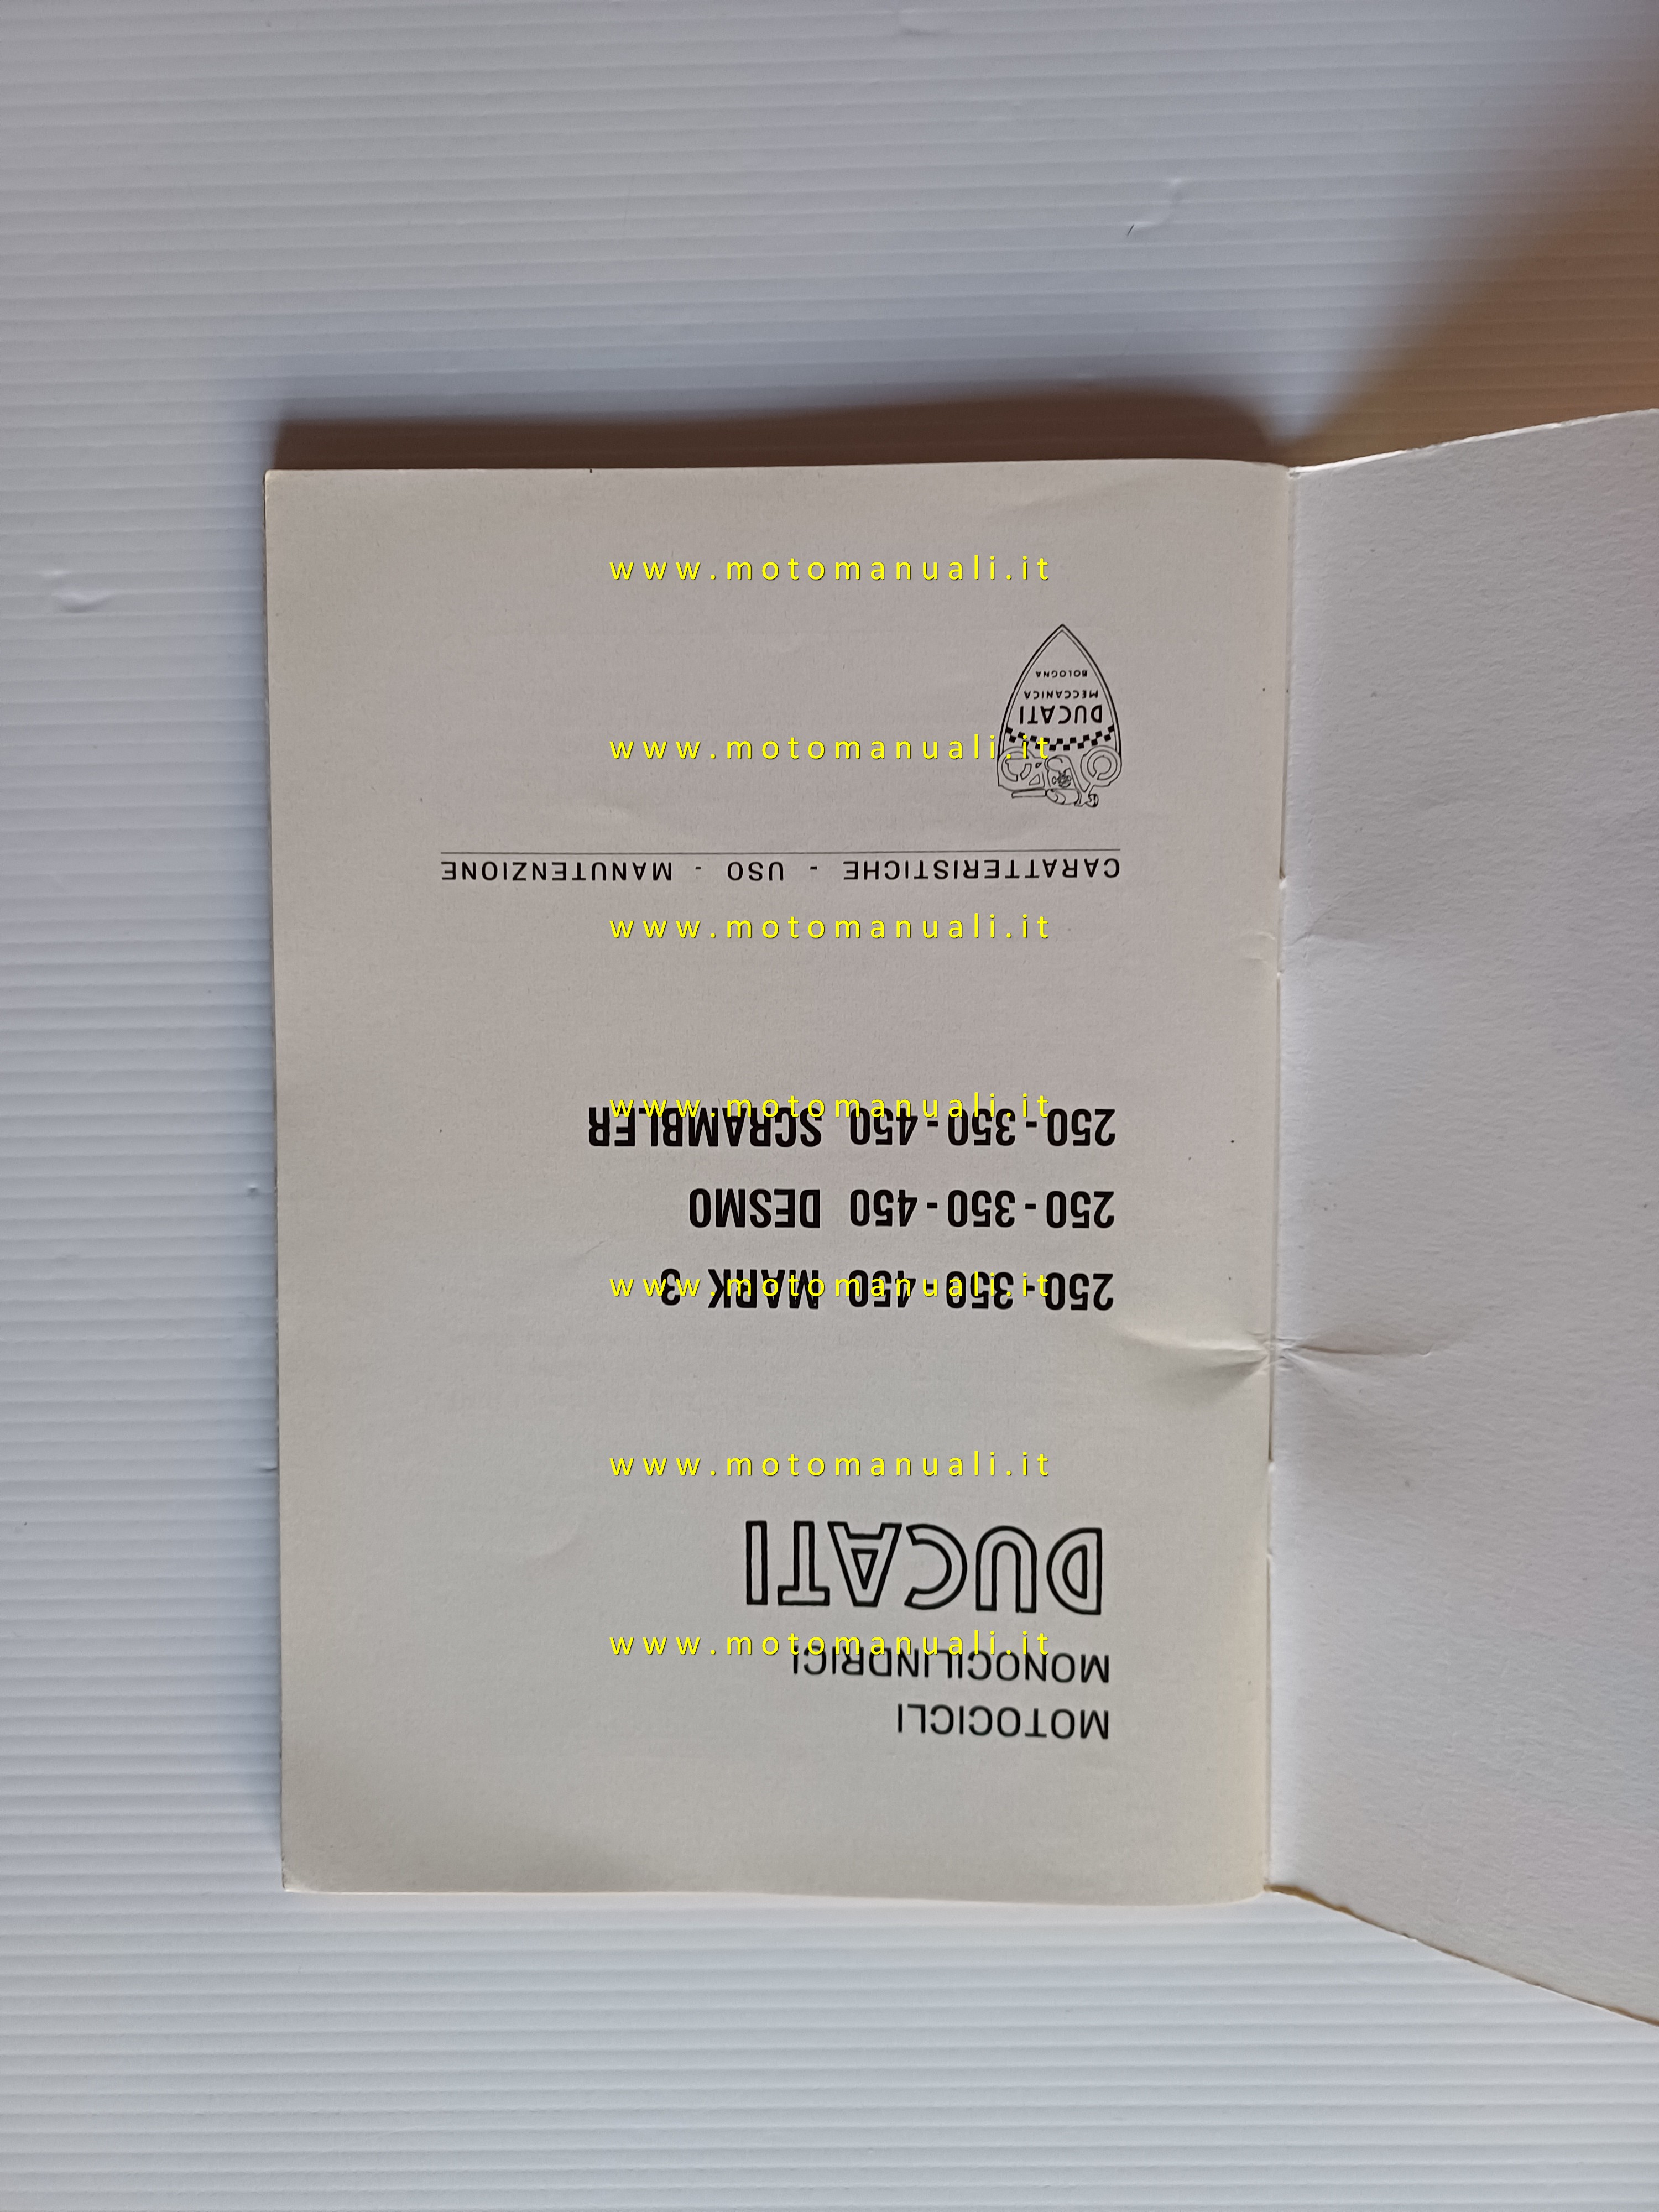 MOTOCICLI
MONOCILINDRICI
DUCATI
250-350-450 MARK 3
250-350-450 DESMO
250-350-450 SCRAMBLER
CARATTERISTICHE - USO - MANUTENZIONE
DUCATI
MECCANICA
BOLOGNA
www.motomanuali.it
www.motomanuali.it
www.motomanuali.it
www.motomanuali.it
www.motomanuali.it
www.motomanuali.it
www.motomanuali.it